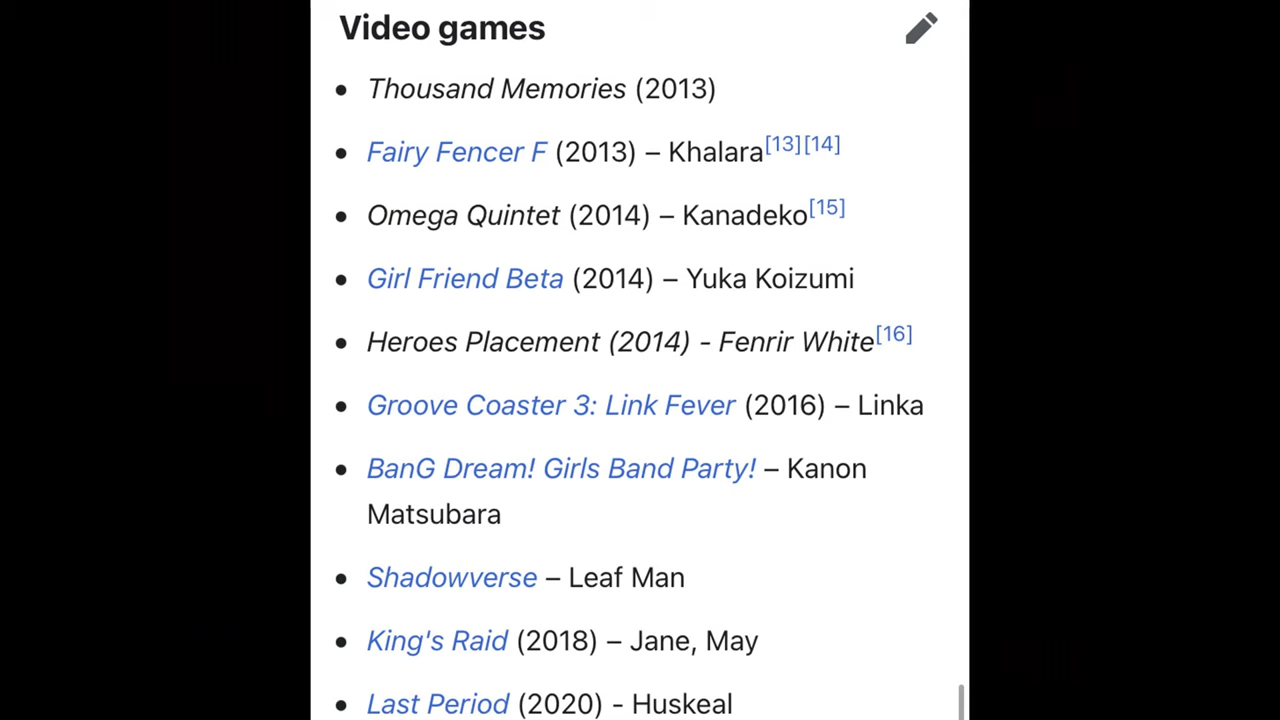 Video games
• Thousand Memories (2013)
• Fairy Fencer F (2013) – Khalara[13][14]
• Omega Quintet (2014) – Kanadeko[15]
• Girl Friend Beta (2014) – Yuka Koizumi
• Heroes Placement (2014) - Fenrir White[16]
• Groove Coaster 3: Link Fever (2016) – Linka
• BanG Dream! Girls Band Party! – Kanon
Matsubara
• Shadowverse – Leaf Man
• King's Raid (2018) – Jane, May
• Last Period (2020) - Huskeal